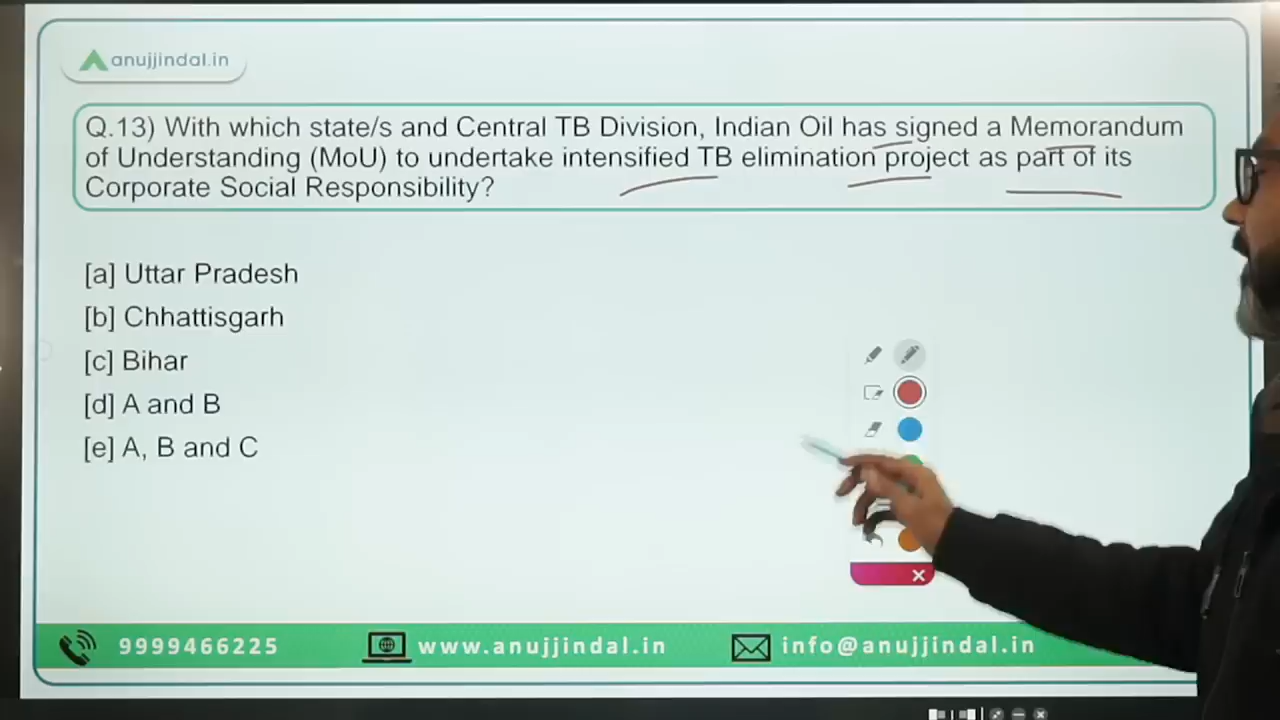 anujjindal.in
Q.13) With which state/s and Central TB Division, Indian Oil has signed a Memorandum
of Understanding (MoU) to undertake intensified TB elimination project as part of its
Corporate Social Responsibility?
[a] Uttar Pradesh
[b] Chhattisgarh
[c] Bihar
[d] A and B
[e] A, B and C
9999466225 www.anujjindal.in info@anujjindal.in